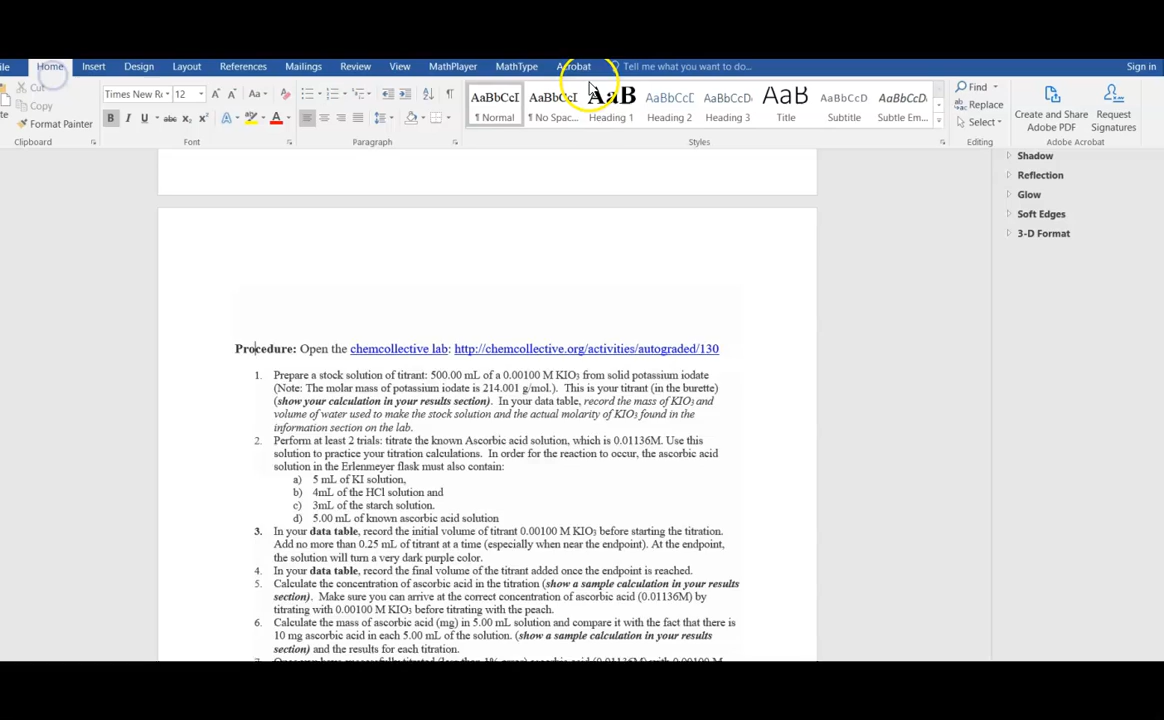 Home Insert Design Layout References Mailings Review View MathPlayer MathType Acrobat Tell me what you want to do... Sign in
Cut
Copy
Format Painter
Clipboard
Times New Ro 12 Aa
B I U abc x₂ x² A A
Font
Paragraph
AaBbCcI AaBbCcI AaB AaBbCcC AaBbCcD AaB AaBbCcD AaBbCcD
¶ Normal ¶ No Spac... Heading 1 Heading 2 Heading 3 Title Subtitle Subtle Em...
Styles
Find
Replace
Select
Editing
Create and Share Adobe PDF
Request Signatures
Adobe Acrobat
Shadow
Reflection
Glow
Soft Edges
3-D Format
Procedure: Open the chemcollective lab: http://chemcollective.org/activities/autograded/130
1. Prepare a stock solution of titrant: 500.00 mL of a 0.00100 M KIO₃ from solid potassium iodate
(Note: The molar mass of potassium iodate is 214.001 g/mol.). This is your titrant (in the burette)
(show your calculation in your results section). In your data table, record the mass of KIO₃ and
volume of water used to make the stock solution and the actual molarity of KIO₃ found in the
information section on the lab.
2. Perform at least 2 trials: titrate the known Ascorbic acid solution, which is 0.01136M. Use this
solution to practice your titration calculations. In order for the reaction to occur, the ascorbic acid
solution in the Erlenmeyer flask must also contain:
a) 5 mL of KI solution,
b) 4mL of the HCl solution and
c) 3mL of the starch solution.
d) 5.00 mL of known ascorbic acid solution
3. In your data table, record the initial volume of titrant 0.00100 M KIO₃ before starting the titration.
Add no more than 0.25 mL of titrant at a time (especially when near the endpoint). At the endpoint,
the solution will turn a very dark purple color.
4. In your data table, record the final volume of the titrant added once the endpoint is reached.
5. Calculate the concentration of ascorbic acid in the titration (show a sample calculation in your results
section). Make sure you can arrive at the correct concentration of ascorbic acid (0.01136M) by
titrating with 0.00100 M KIO₃ before titrating with the peach.
6. Calculate the mass of ascorbic acid (mg) in 5.00 mL solution and compare it with the fact that there is
10 mg ascorbic acid in each 5.00 mL of the solution. (show a sample calculation in your results
section) and the results for each titration.